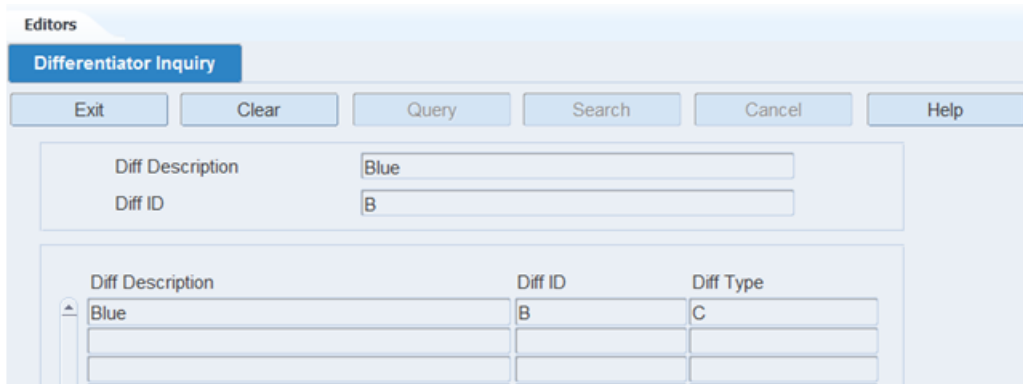 Editors
Differentiator Inquiry
Exit Clear Query Search Cancel Help
Diff Description Blue
Diff ID B
Diff Description Diff ID Diff Type
Blue B C